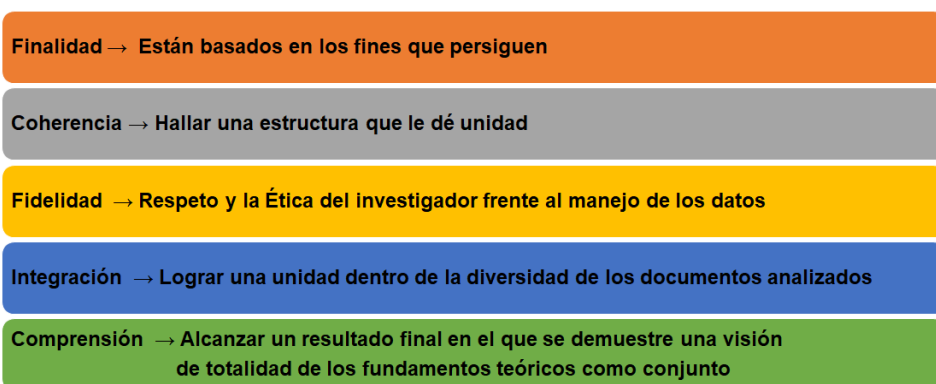 Finalidad → Están basados en los fines que persiguen
Coherencia → Hallar una estructura que le dé unidad
Fidelidad → Respeto y la Ética del investigador frente al manejo de los datos
Integración → Lograr una unidad dentro de la diversidad de los documentos analizados
Comprensión → Alcanzar un resultado final en el que se demuestre una visión
de totalidad de los fundamentos teóricos como conjunto